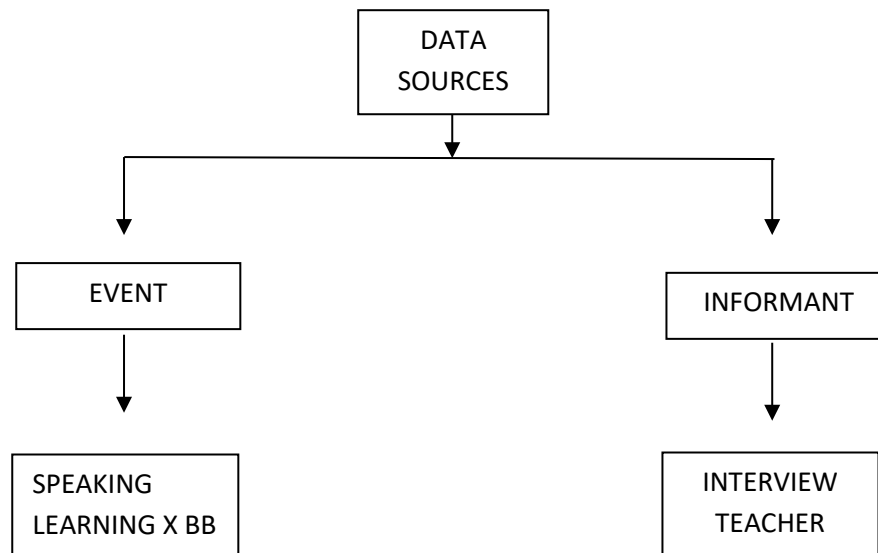 DATA
SOURCES
EVENT
INFORMANT
SPEAKING
LEARNING X BB
INTERVIEW
TEACHER